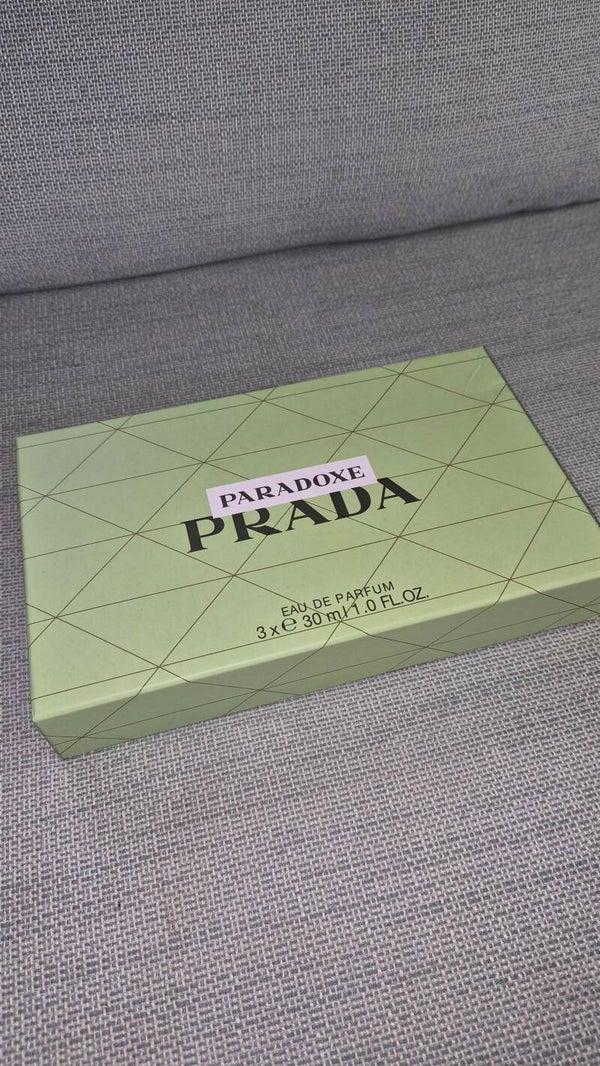 PARADOXE
PRADA
EAU DE PARFUM
3 x ℮ 30 ml 1.0 FL.OZ.